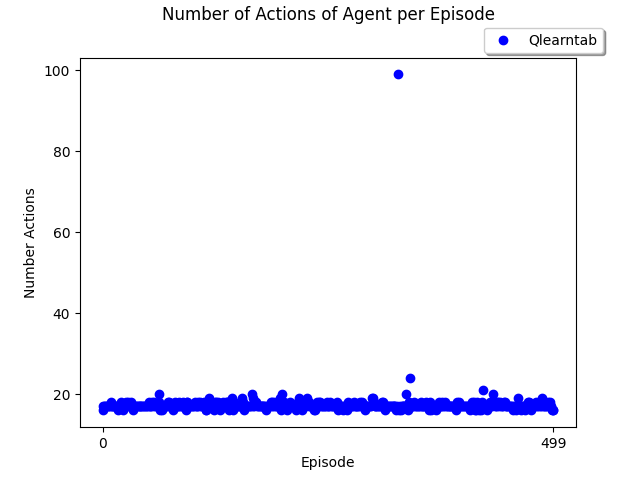 Number of Actions of Agent per Episode
Qlearntab
100
80
60
40
20
Number Actions
0
499
Episode